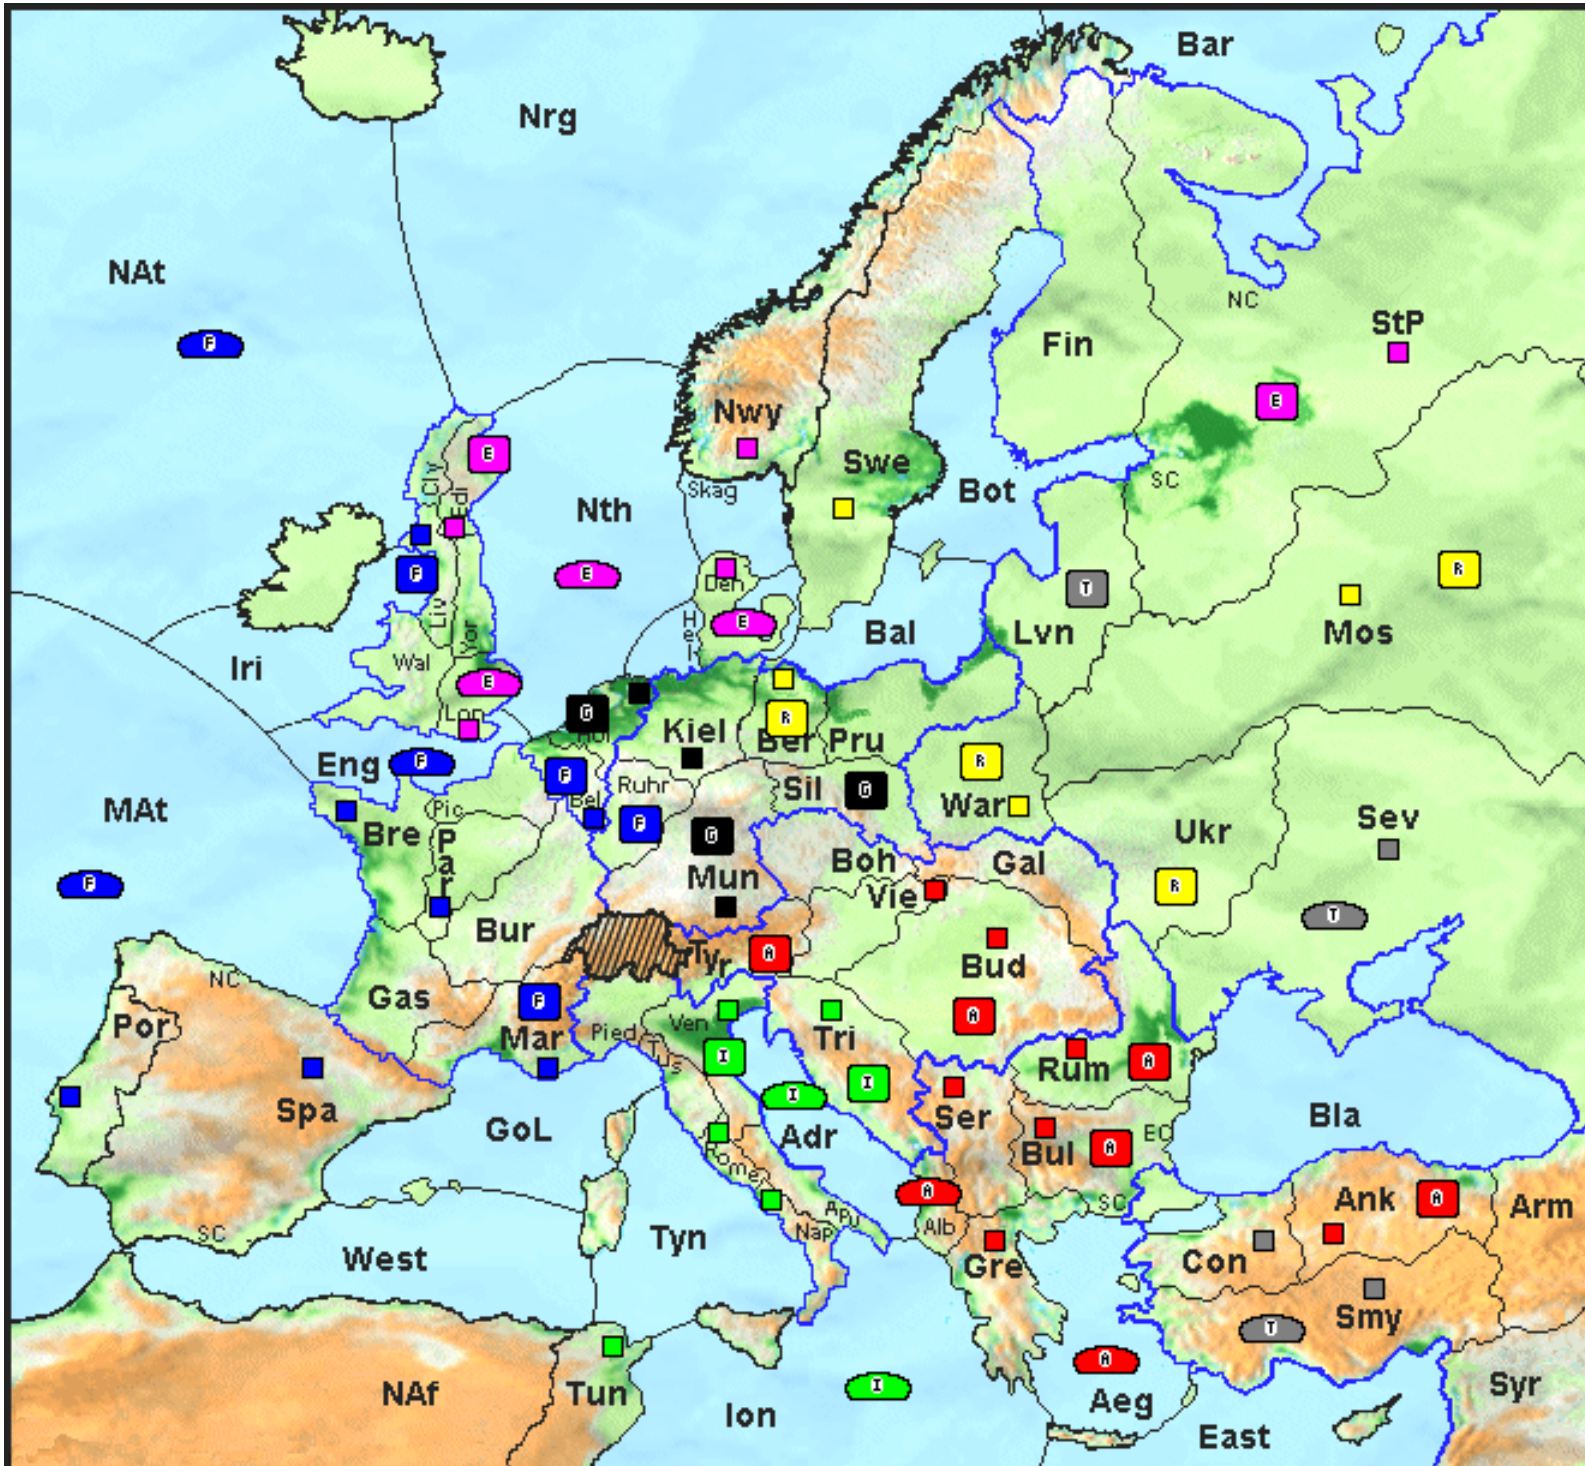 Bar
Nrg
NAt
NC
StP
Fin
E
F
Nwy
E
Cly
Edi
Swe
SC
Skag
Bot
Nth
R
F
E
T
Den
Hel
Liv
Yor
E
Bal
Lvn
Mos
Iri
Wal
E
Lon
G
Hol
Kiel
R
Ber
Pru
R
Eng
F
F
Bel
Ruhr
Sil
G
War
MAt
Pic
Bre
Par
F
G
Ukr
Sev
Boh
Gal
F
Mun
Vie
R
T
Bur
Tyr
A
Bud
NC
Gas
F
A
Por
Mar
Pied
Ven
Tri
Tus
I
I
Rum
A
Spa
GoL
I
Adr
Ser
Bla
Bul
A
EC
Rome
A
Ank
A
Arm
SC
Apu
Nap
Alb
SC
West
Tyn
Gre
Con
Smy
T
A
NAf
Tun
I
Ion
Aeg
Syr
East